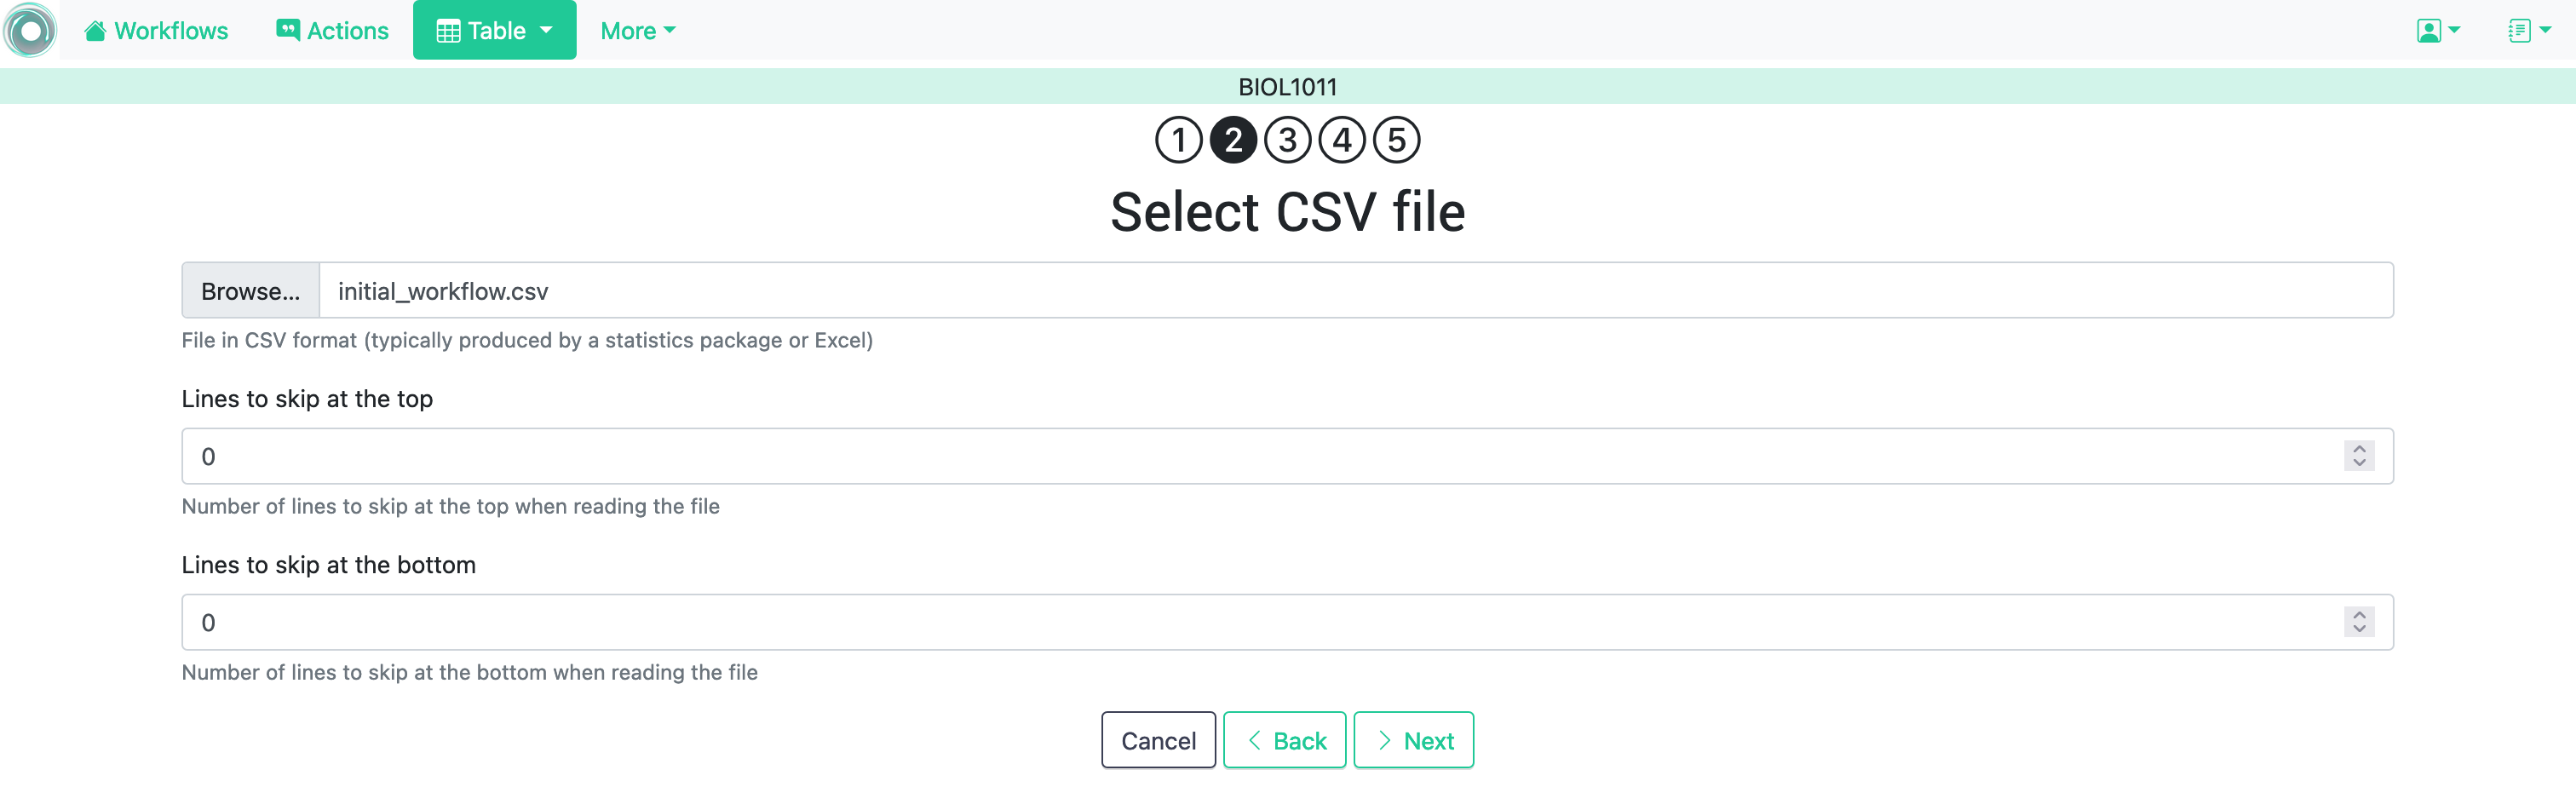 Workflows Actions Table More
BIOL1011
1 2 3 4 5
Select CSV file
Browse... initial_workflow.csv
File in CSV format (typically produced by a statistics package or Excel)
Lines to skip at the top
0
Number of lines to skip at the top when reading the file
Lines to skip at the bottom
0
Number of lines to skip at the bottom when reading the file
Cancel Back Next